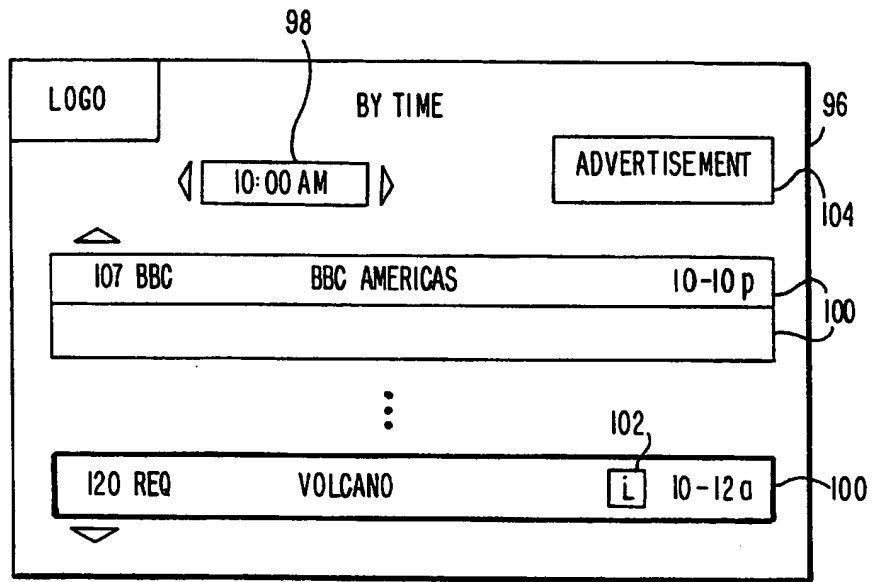 98
LOGO
BY TIME
96
10:00 AM
ADVERTISEMENT
104
107 BBC BBC AMERICAS 10-10 p
100
102
120 REQ VOLCANO i 10-12 a
100